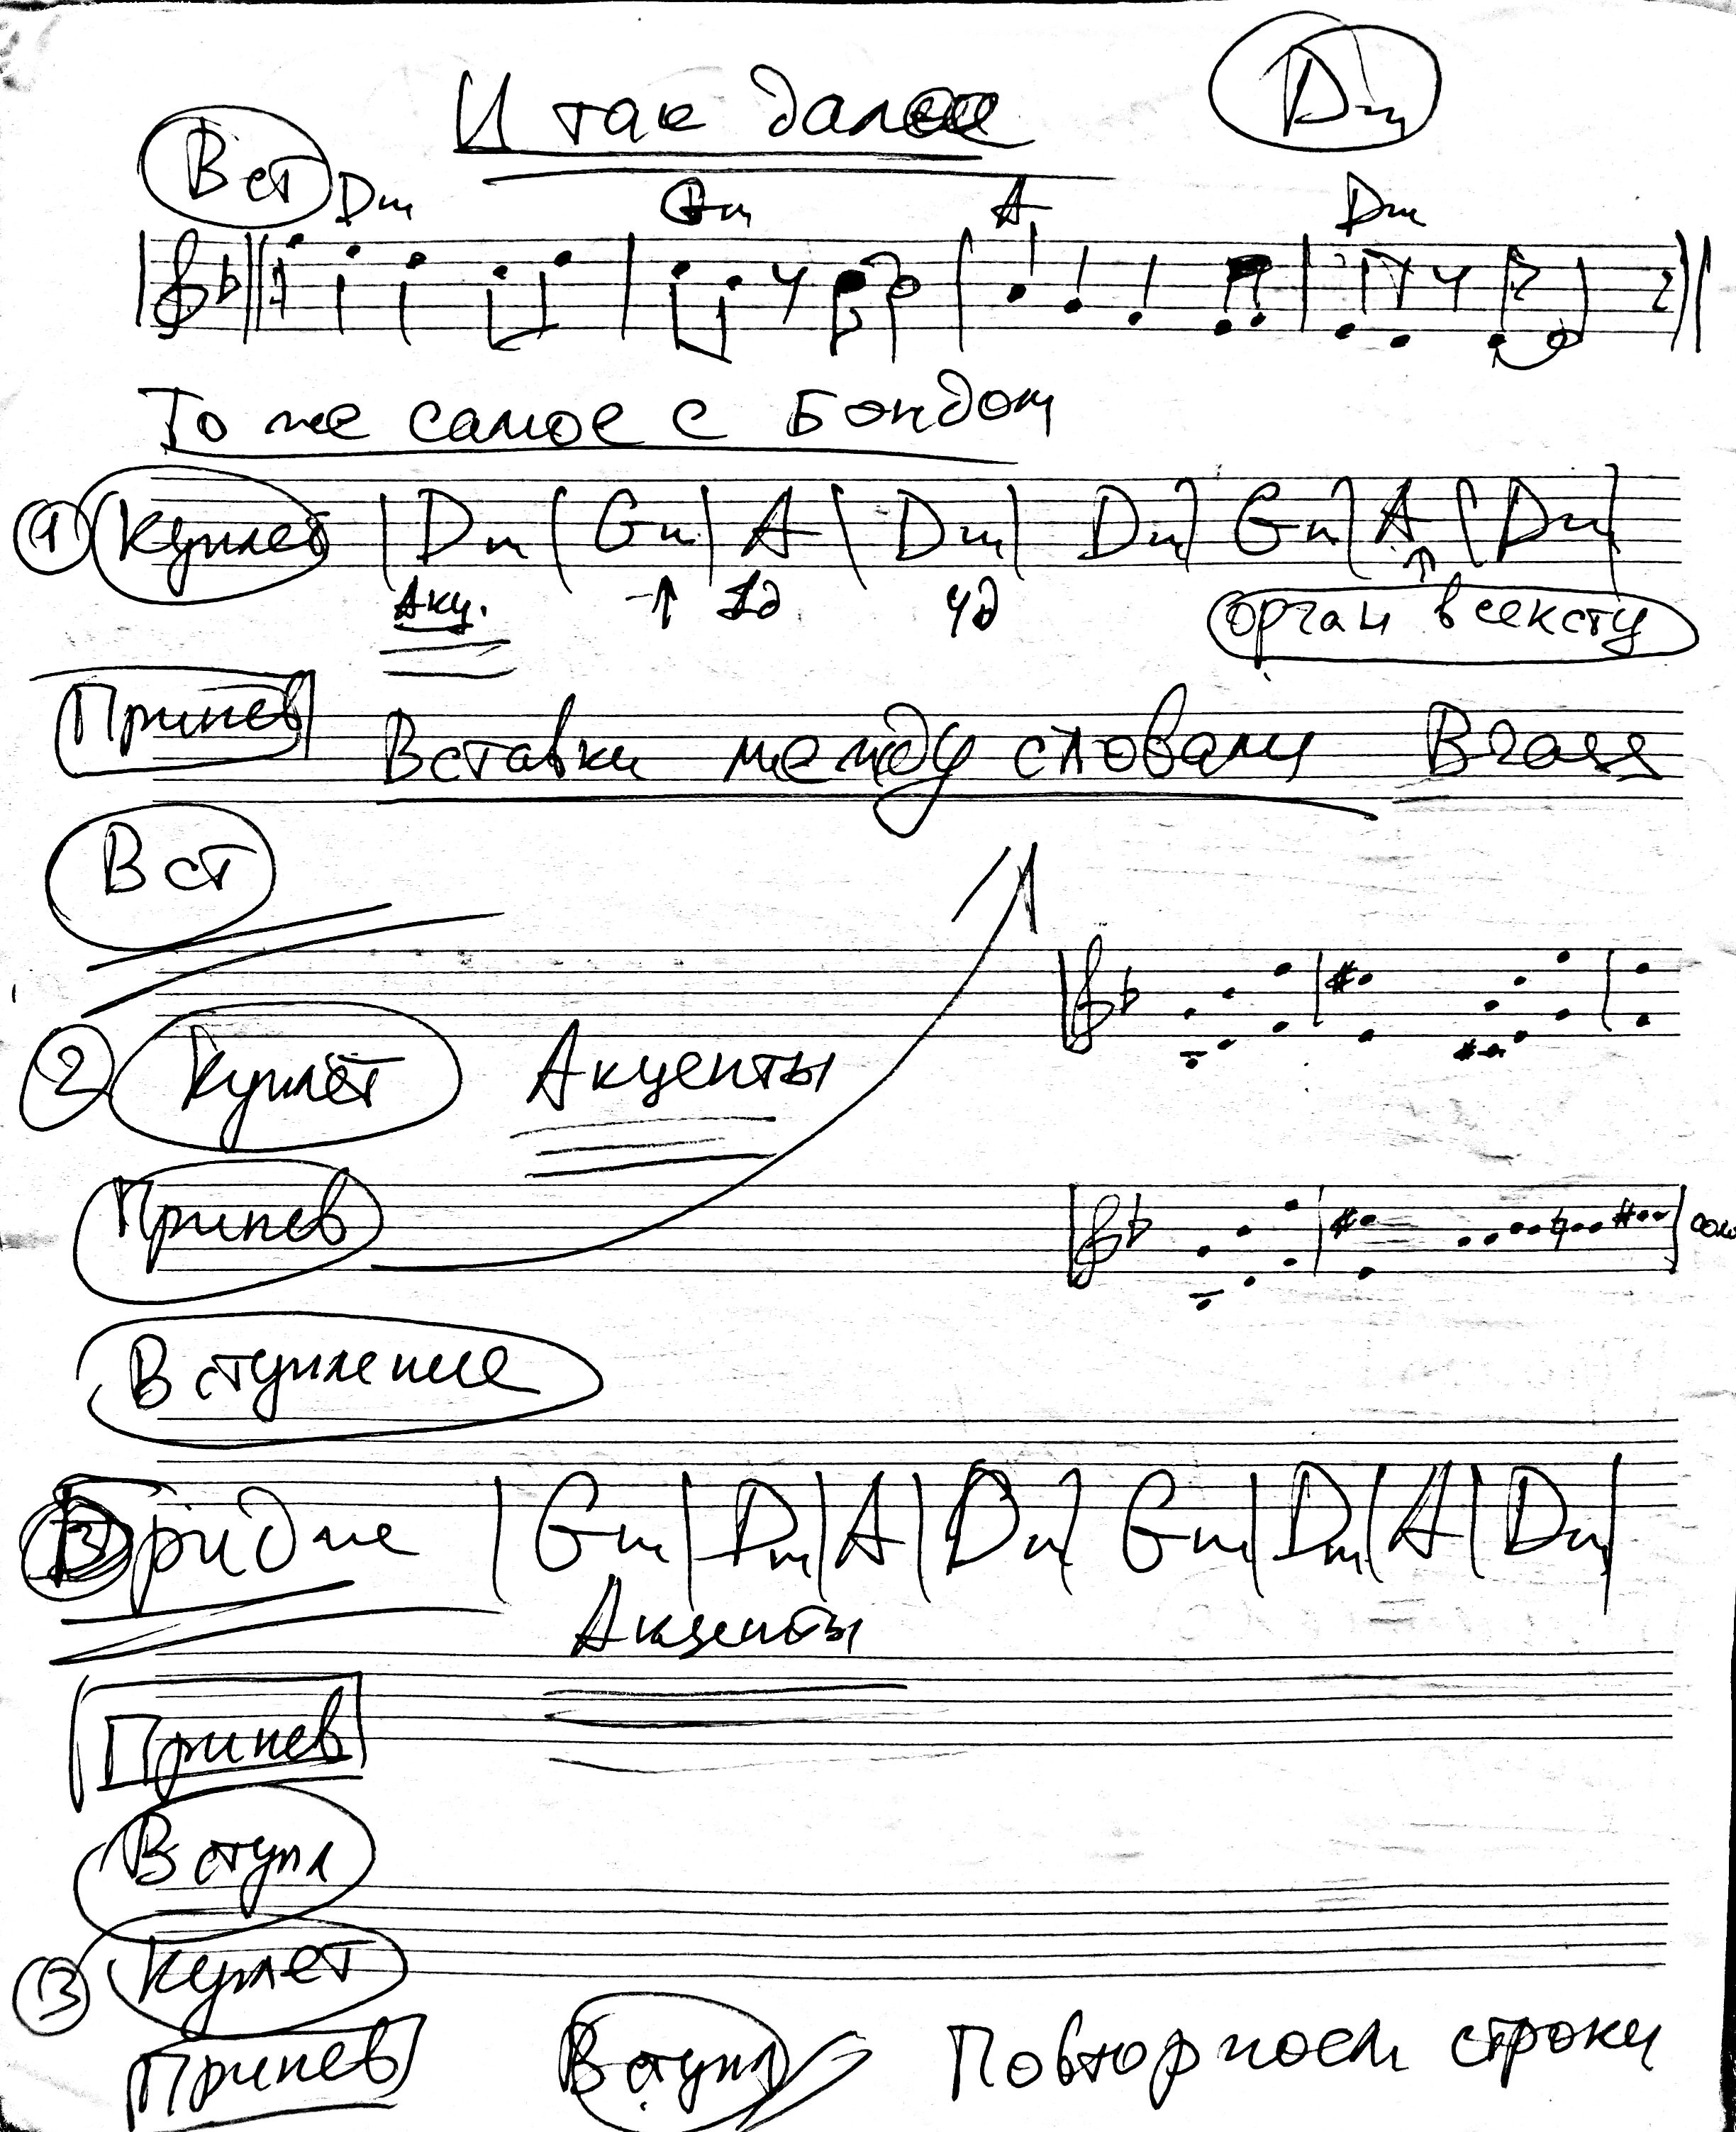 И так далее Dm
Вст Dm Gm A Dm
То же самое с Бэндом
1 Куплет | Dm | Gm | A | Dm | Dm | Gm | A | Dm |
Акц. →↑ 1д 4д орган в сексту
Припев Вставки между словами Brass
Вст
2 Куплет Акценты
Припев
Вступление
Бридж | Gm | Dm | A | Dm | Gm | Dm | A | Dm |
Акценты
Припев
Вступл
3 Куплет
Припев Вступл Повтор посл строки